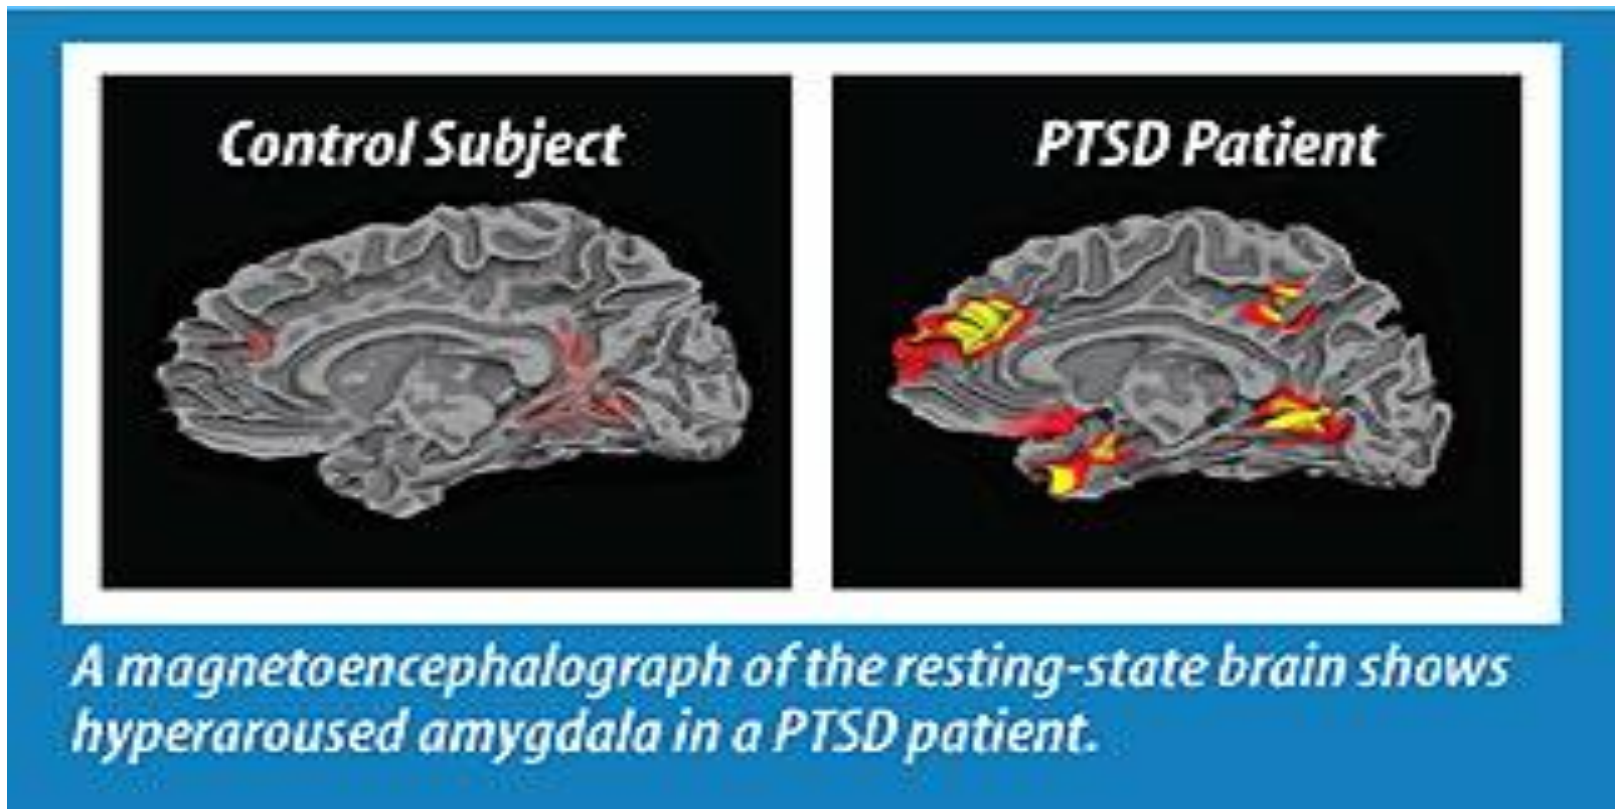 Control Subject
PTSD Patient
A magnetoencephalograph of the resting-state brain shows
hyperaroused amygdala in a PTSD patient.